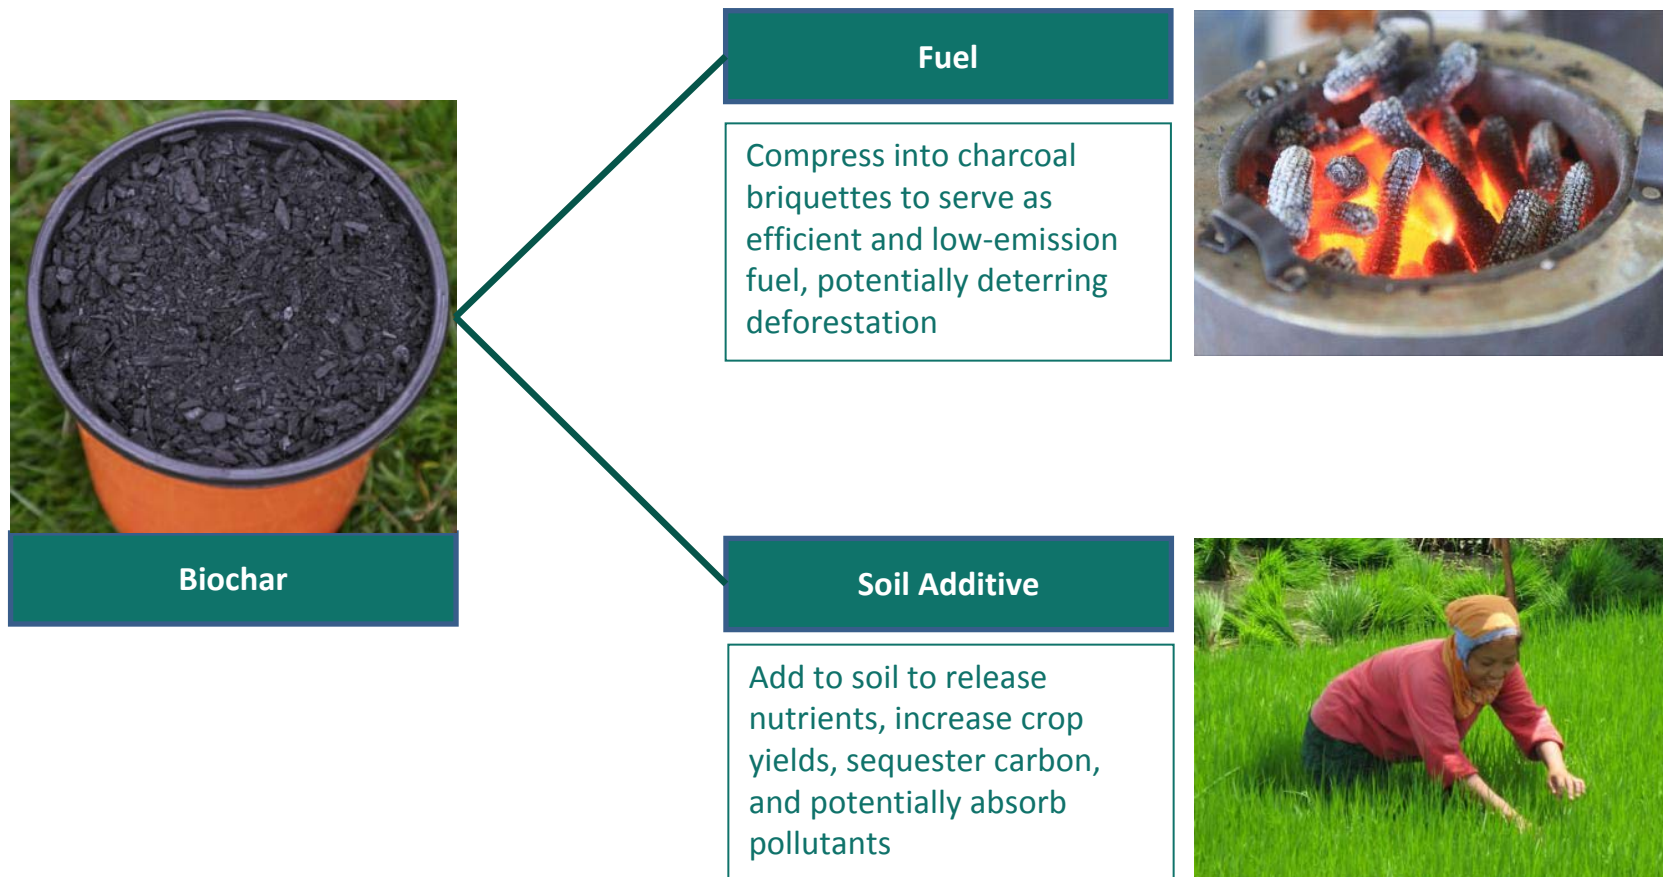 Fuel
Compress into charcoal
briquettes to serve as
efficient and low-emission
fuel, potentially deterring
deforestation
Biochar
Soil Additive
Add to soil to release
nutrients, increase crop
yields, sequester carbon,
and potentially absorb
pollutants